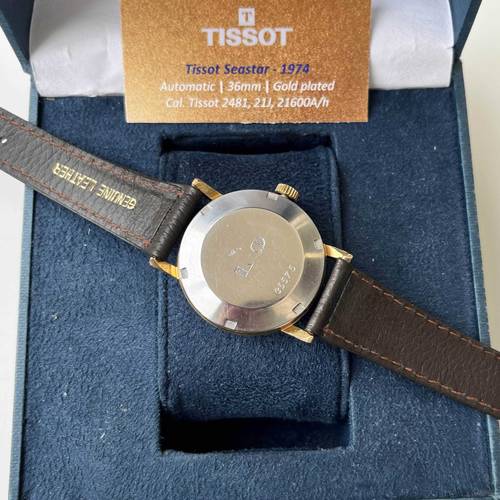 TISSOT
Tissot Seastar - 1974
Automatic | 36mm | Gold plated
Cal. Tissot 2481, 21J, 21600A/h
GENUINE LEATHER